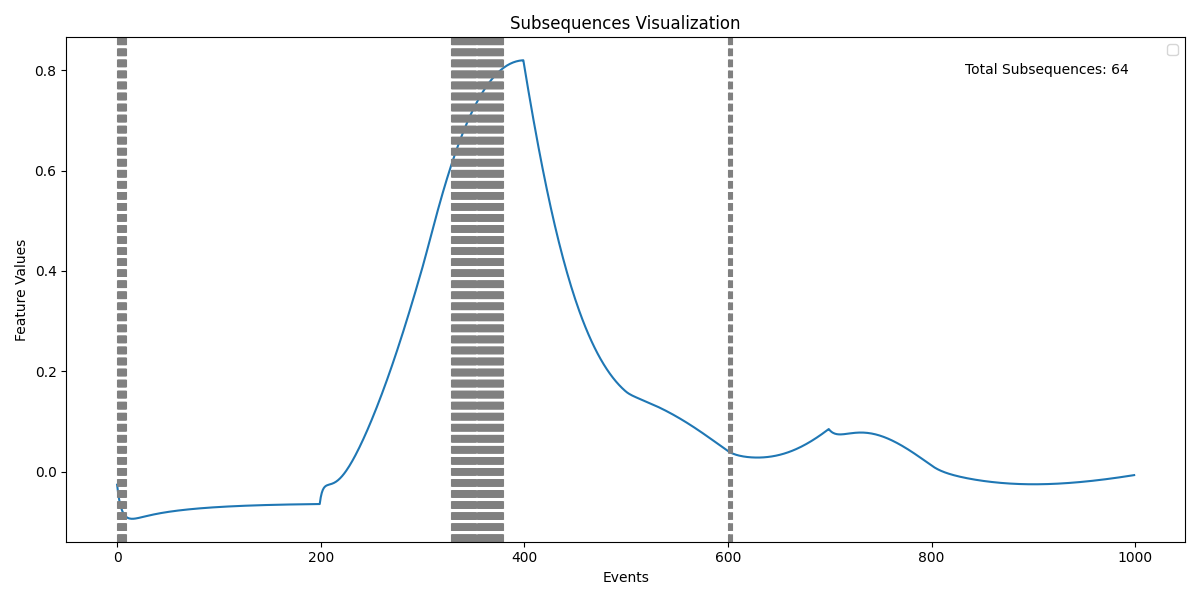 Subsequences Visualization
Total Subsequences: 64
Feature Values
0.8
0.6
0.4
0.2
0.0
0 200 400 600 800 1000
Events